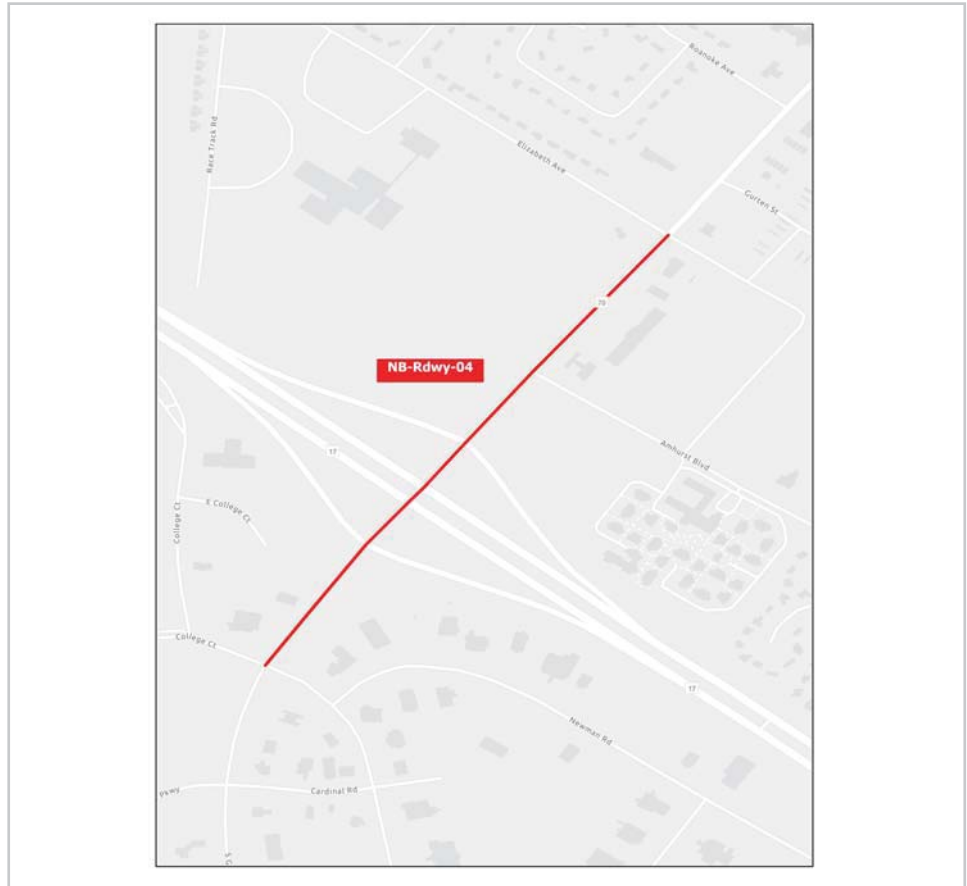 Roanoke Ave
Race Track Rd
Elizabeth Ave
Gurten St
70
NB-Rdwy-04
17
Amhurst Blvd
E College Ct
College Ct
College Ct
17
Newman Rd
Pkwy
Cardinal Rd
S G